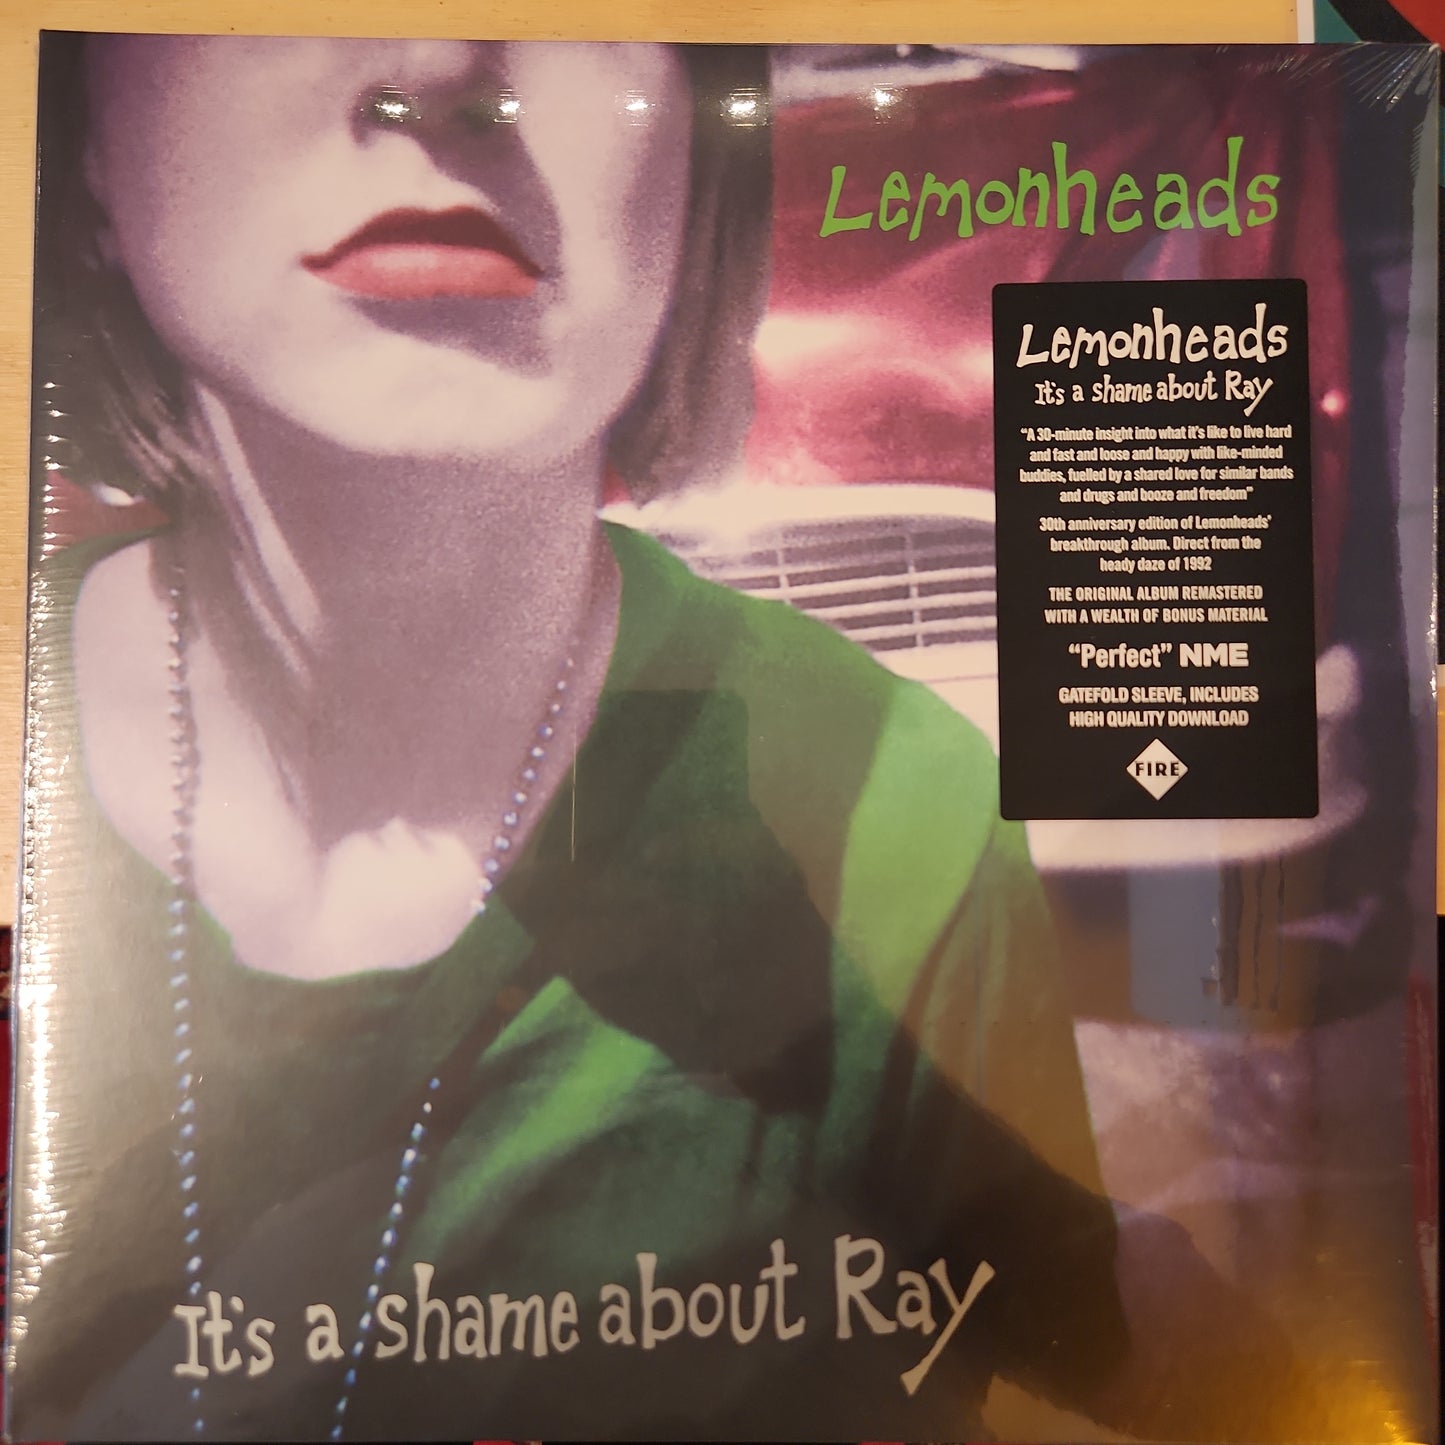 Lemonheads
Lemonheads
It's a shame about Ray
“A 30-minute insight into what it's like to live hard
and fast and loose and happy with like-minded
buddies, fuelled by a shared love for similar bands
and drugs and booze and freedom”
30th anniversary edition of Lemonheads'
breakthrough album. Direct from the
heady daze of 1992
THE ORIGINAL ALBUM REMASTERED
WITH A WEALTH OF BONUS MATERIAL
“Perfect” NME
GATEFOLD SLEEVE, INCLUDES
HIGH QUALITY DOWNLOAD
FIRE
It's a shame about Ray